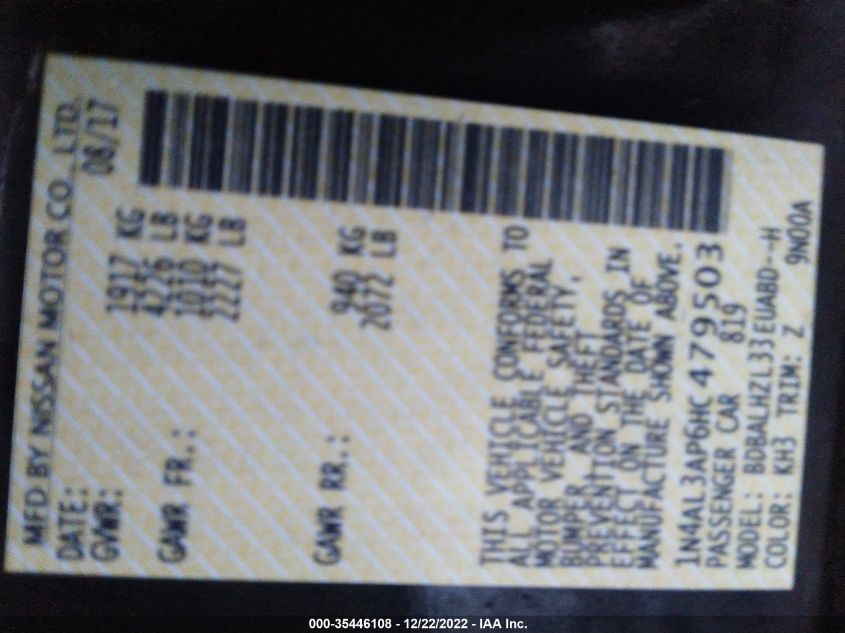 MFD BY NISSAN MOTOR CO., LTD.
DATE: 08/17
GVWR: 1917 KG
4226 LB
GAWR FR.: 1010 KG
2227 LB
GAWR RR.: 940 KG
2072 LB
THIS VEHICLE CONFORMS TO
ALL APPLICABLE FEDERAL
MOTOR VEHICLE SAFETY,
BUMPER, AND THEFT
PREVENTION STANDARDS IN
EFFECT ON THE DATE OF
MANUFACTURE SHOWN ABOVE.
1N4AL3AP6HC479503
PASSENGER CAR 819
MODEL: BDBALHZL33EUABD--H
COLOR: KH3 TRIM: Z 9N00A
000-35446108 - 12/22/2022 - IAA Inc.